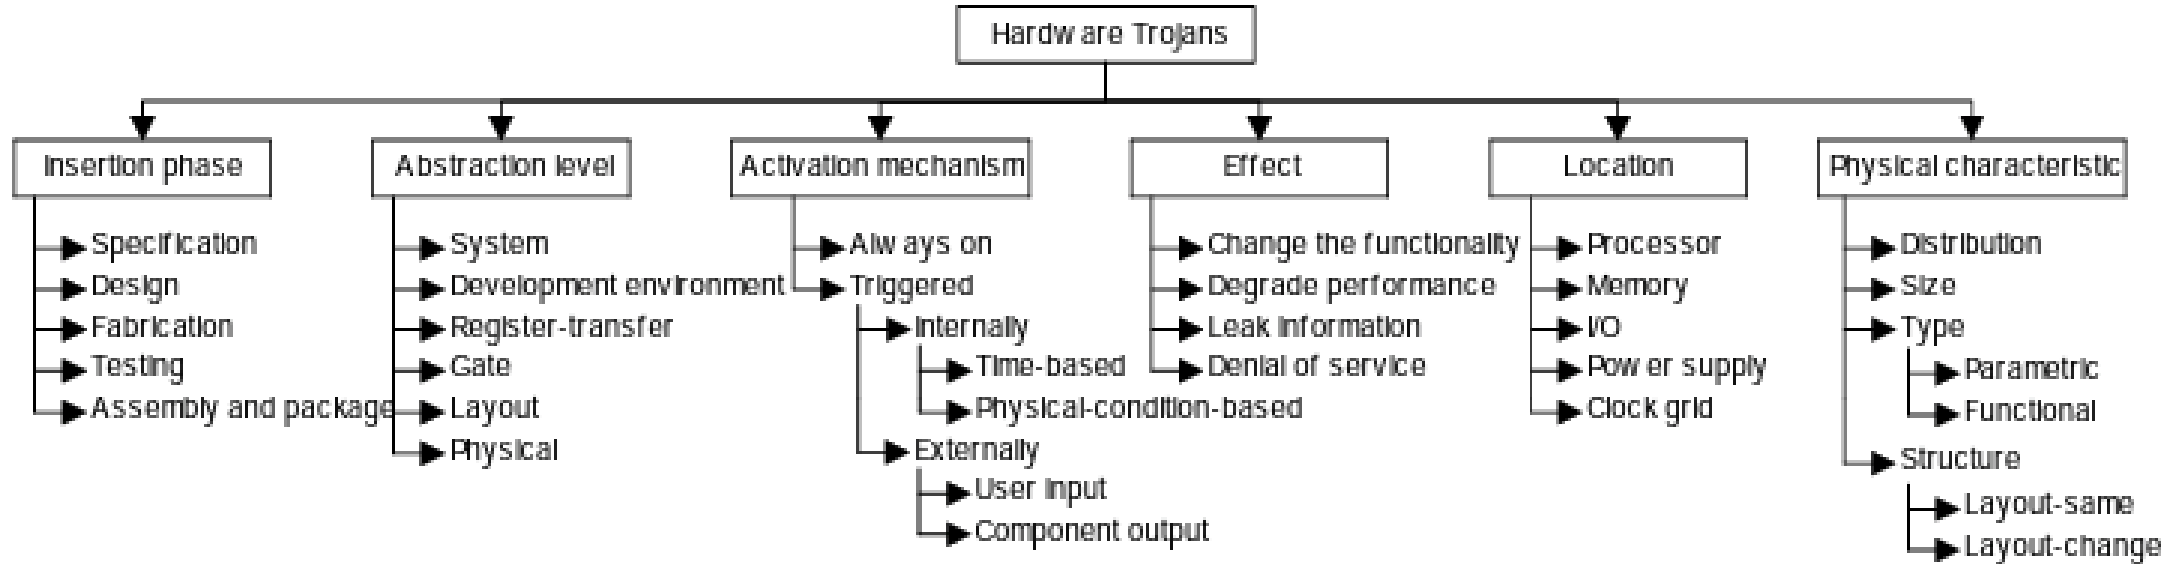 Hardware Trojans
Insertion phase
Specification
Design
Fabrication
Testing
Assembly and package
Abstraction level
System
Development environment
Register-transfer
Gate
Layout
Physical
Activation mechanism
Always on
Triggered
Internally
Time-based
Physical-condition-based
Externally
User input
Component output
Effect
Change the functionality
Degrade performance
Leak information
Denial of service
Location
Processor
Memory
I/O
Power supply
Clock grid
Physical characteristic
Distribution
Size
Type
Parametric
Functional
Structure
Layout-same
Layout-change